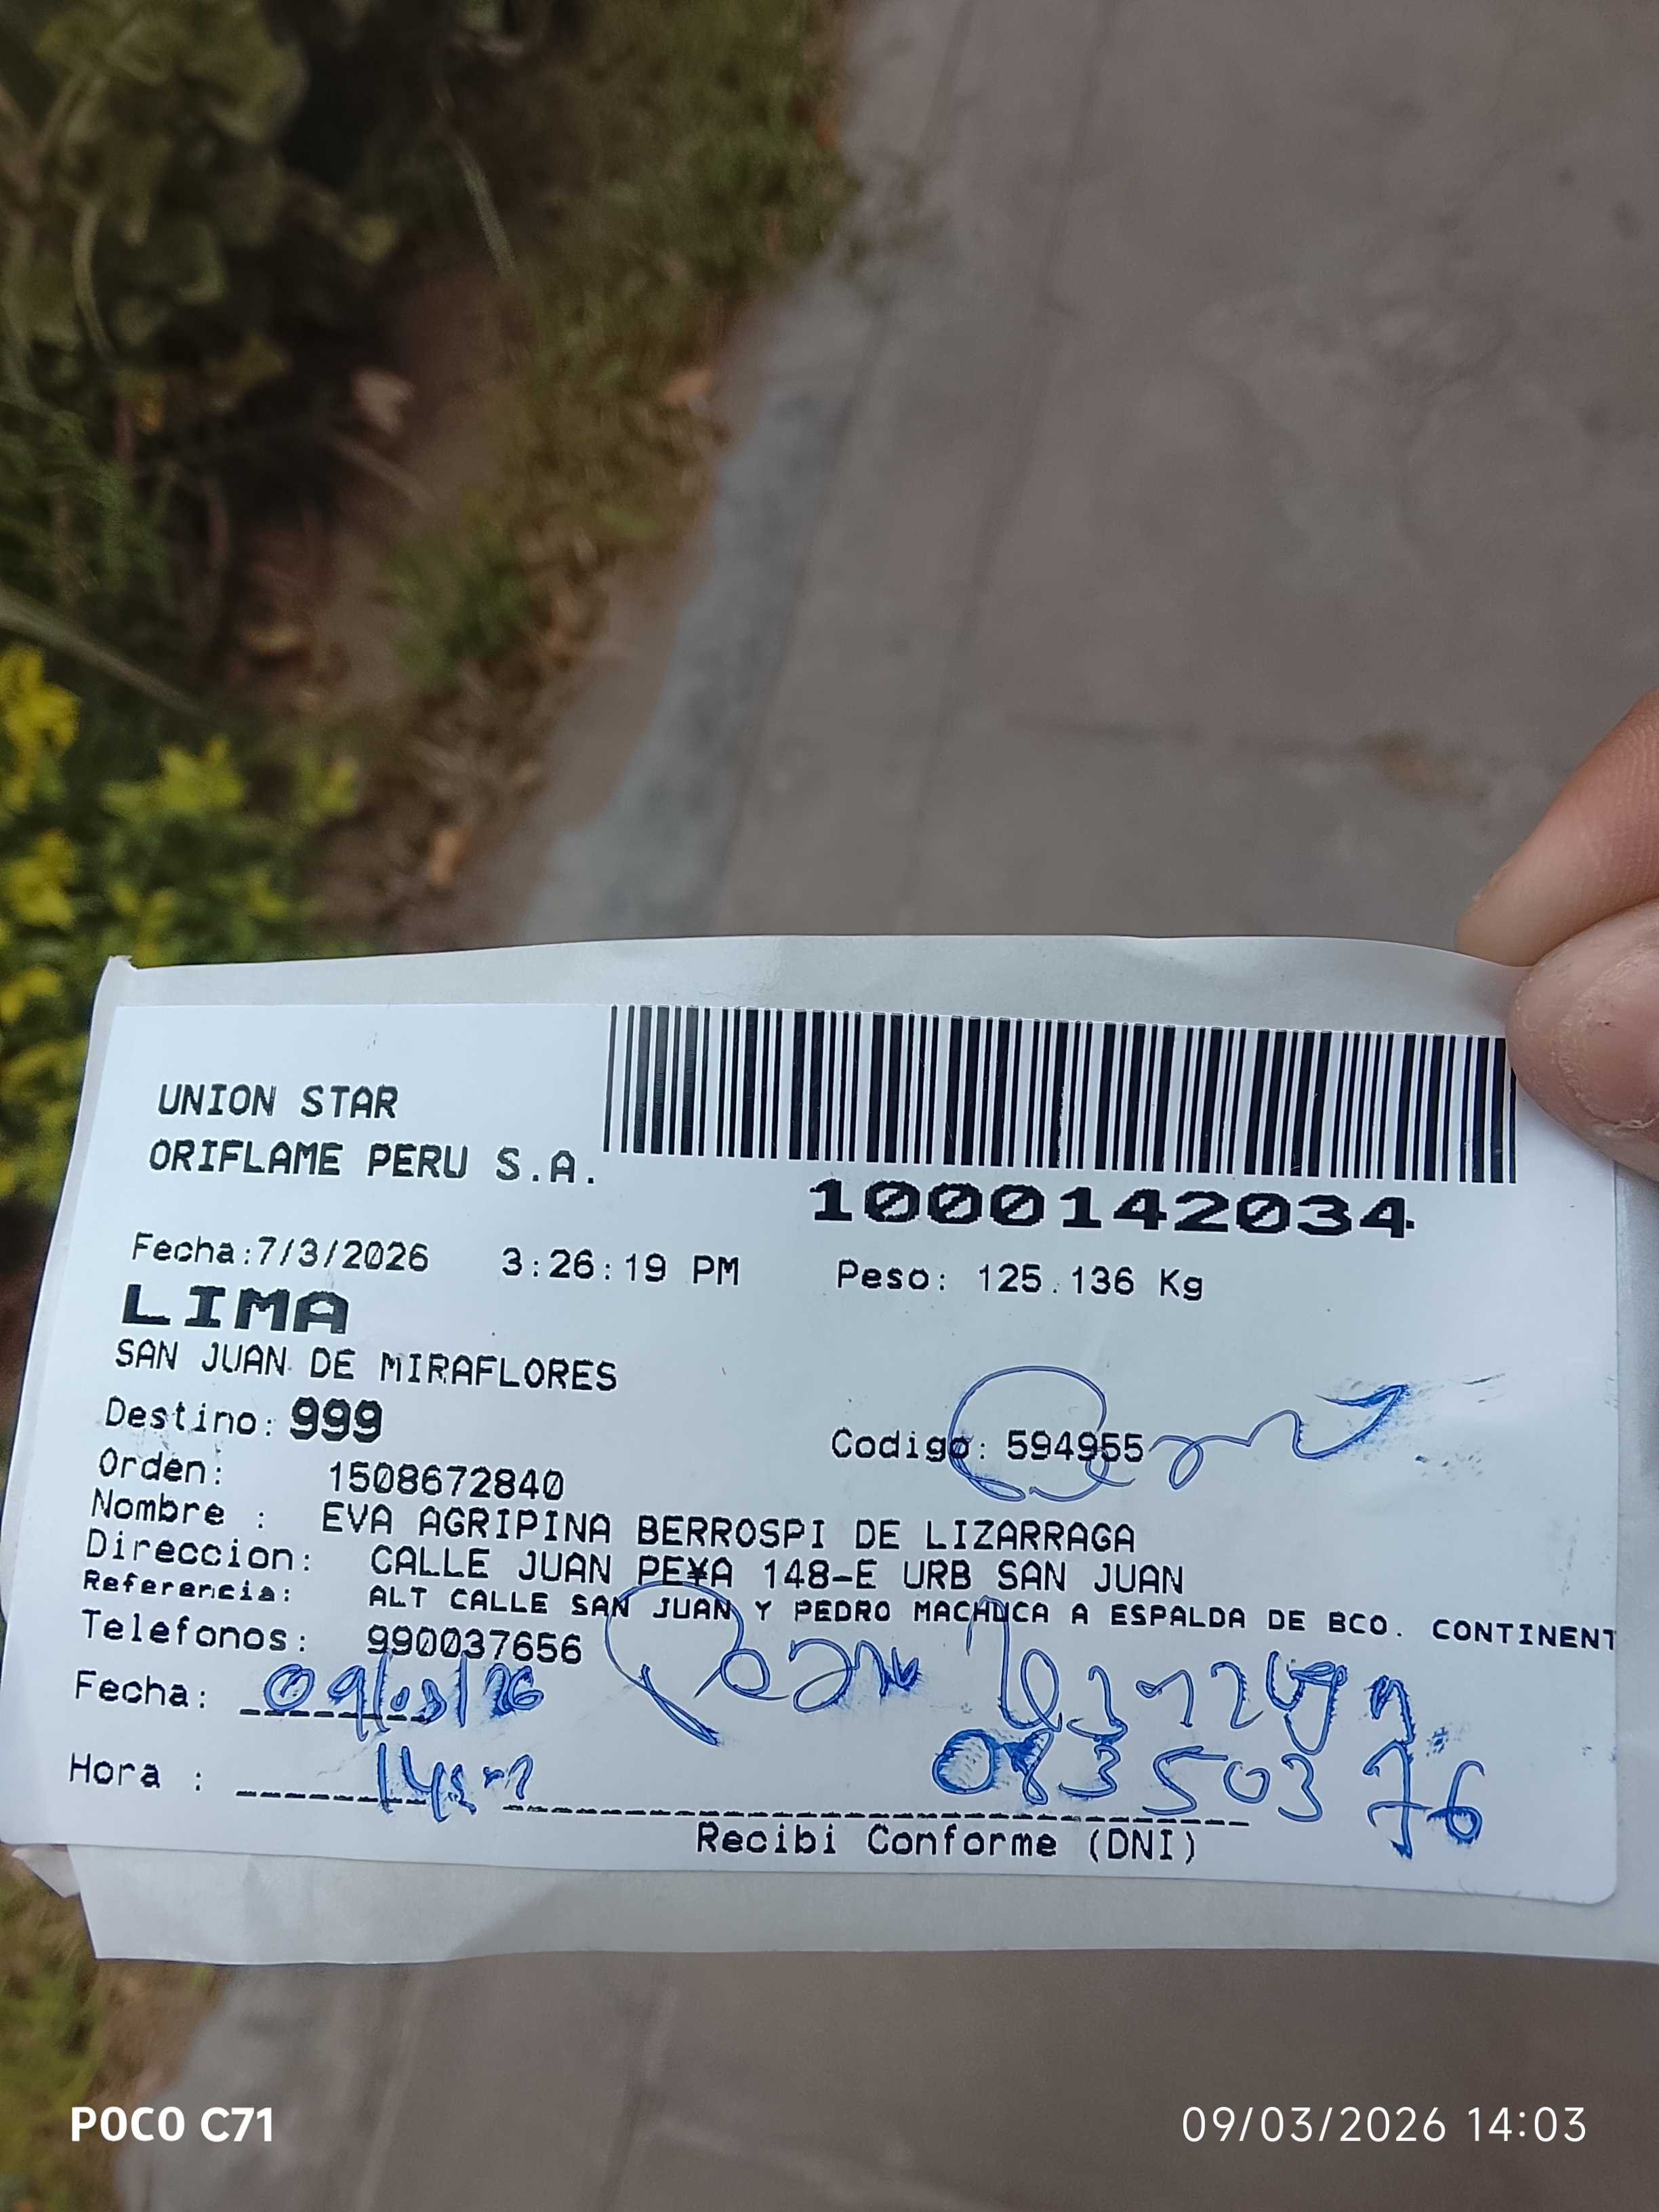 UNION STAR
ORIFLAME PERU S.A.
1000142034
Fecha:7/3/2026 3:26:19 PM Peso: 125.136 Kg
LIMA
SAN JUAN DE MIRAFLORES
Destino: 999
Codigo: 594955
Orden: 1508672840
Nombre : EVA AGRIPINA BERROSPI DE LIZARRAGA
Direccion: CALLE JUAN PE¥A 148-E URB SAN JUAN
Referencia: ALT CALLE SAN JUAN Y PEDRO MACHUCA A ESPALDA DE BCO. CONTINENT
Telefonos: 990037656
Fecha: 09/03/26
Hora :
08350376
Recibi Conforme (DNI)
POCO C71
09/03/2026 14:03